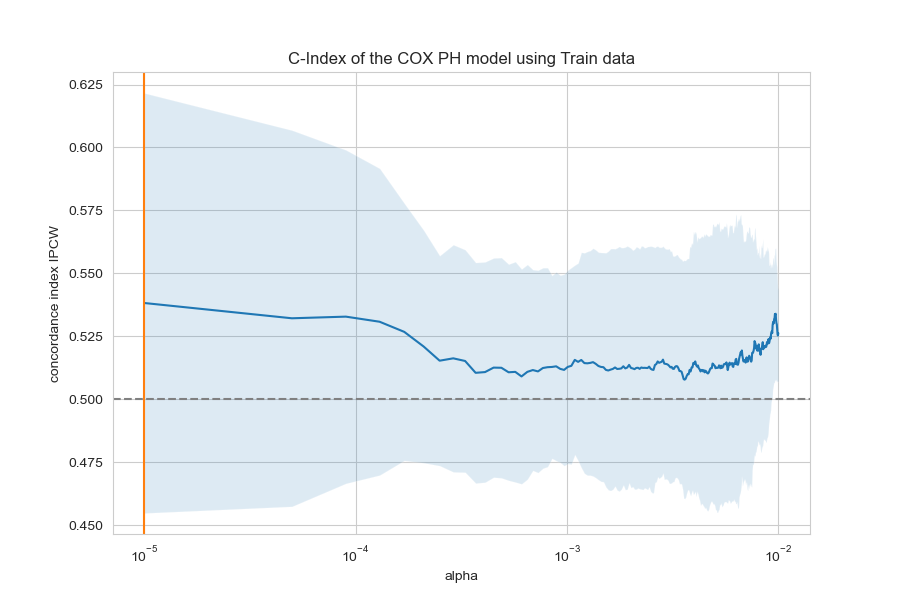 C-Index of the COX PH model using Train data
concordance index IPCW
0.625
0.600
0.575
0.550
0.525
0.500
0.475
0.450
10⁻⁵ 10⁻⁴ 10⁻³ 10⁻²
alpha